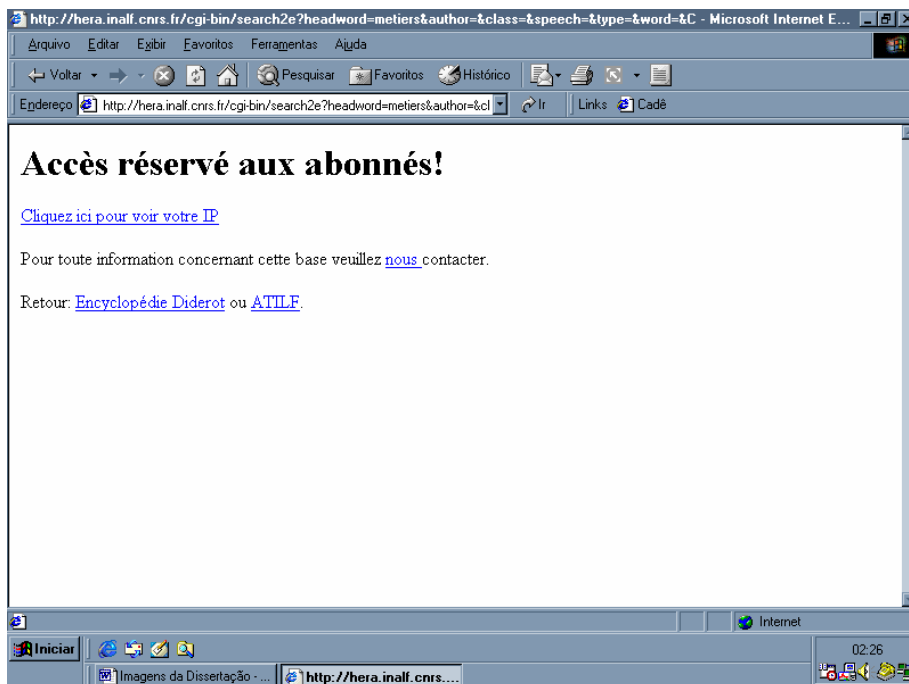 http://hera.inalf.cnrs.fr/cgi-bin/search2e?headword=metiers&author=&class=&speech=&type=&word=&C - Microsoft Internet E...
Arquivo Editar Exibir Favoritos Ferramentas Ajuda
Voltar Pesquisar Favoritos Histórico
Endereço http://hera.inalf.cnrs.fr/cgi-bin/search2e?headword=metiers&author=&cl Ir Links Cadê
Accès réservé aux abonnés!
Cliquez ici pour voir votre IP
Pour toute information concernant cette base veuillez nous contacter.
Retour: Encyclopédie Diderot ou ATILF.
Internet
Iniciar 02:26
Imagens da Dissertação - ... http://hera.inalf.cnrs....